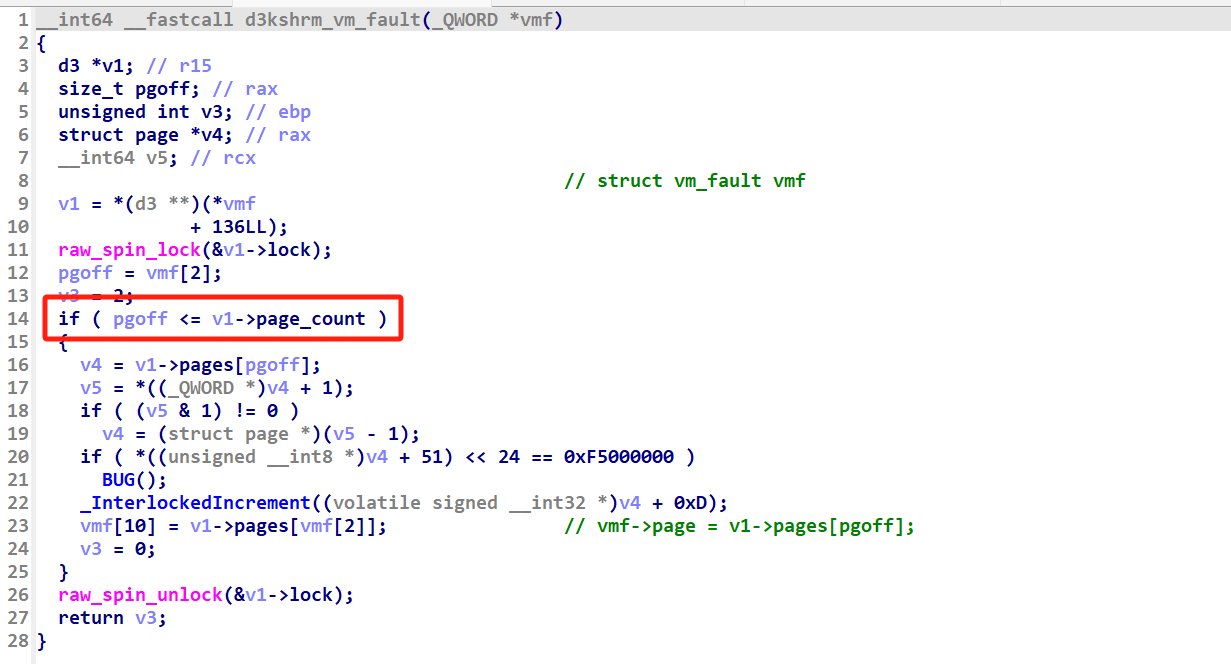 1 __int64 __fastcall d3kshrm_vm_fault(_QWORD *vmf)
2 {
3 d3 *v1; // r15
4 size_t pgoff; // rax
5 unsigned int v3; // ebp
6 struct page *v4; // rax
7 __int64 v5; // rcx
8 // struct vm_fault vmf
9 v1 = *(d3 **)(*vmf
10 + 136LL);
11 raw_spin_lock(&v1->lock);
12 pgoff = vmf[2];
13 v3 = 2;
14 if ( pgoff <= v1->page_count )
15 {
16 v4 = v1->pages[pgoff];
17 v5 = *((_QWORD *)v4 + 1);
18 if ( (v5 & 1) != 0 )
19 v4 = (struct page *)(v5 - 1);
20 if ( *((unsigned __int8 *)v4 + 51) << 24 == 0xF5000000 )
21 BUG();
22 _InterlockedIncrement((volatile signed __int32 *)v4 + 0xD);
23 vmf[10] = v1->pages[vmf[2]]; // vmf->page = v1->pages[pgoff];
24 v3 = 0;
25 }
26 raw_spin_unlock(&v1->lock);
27 return v3;
28 }